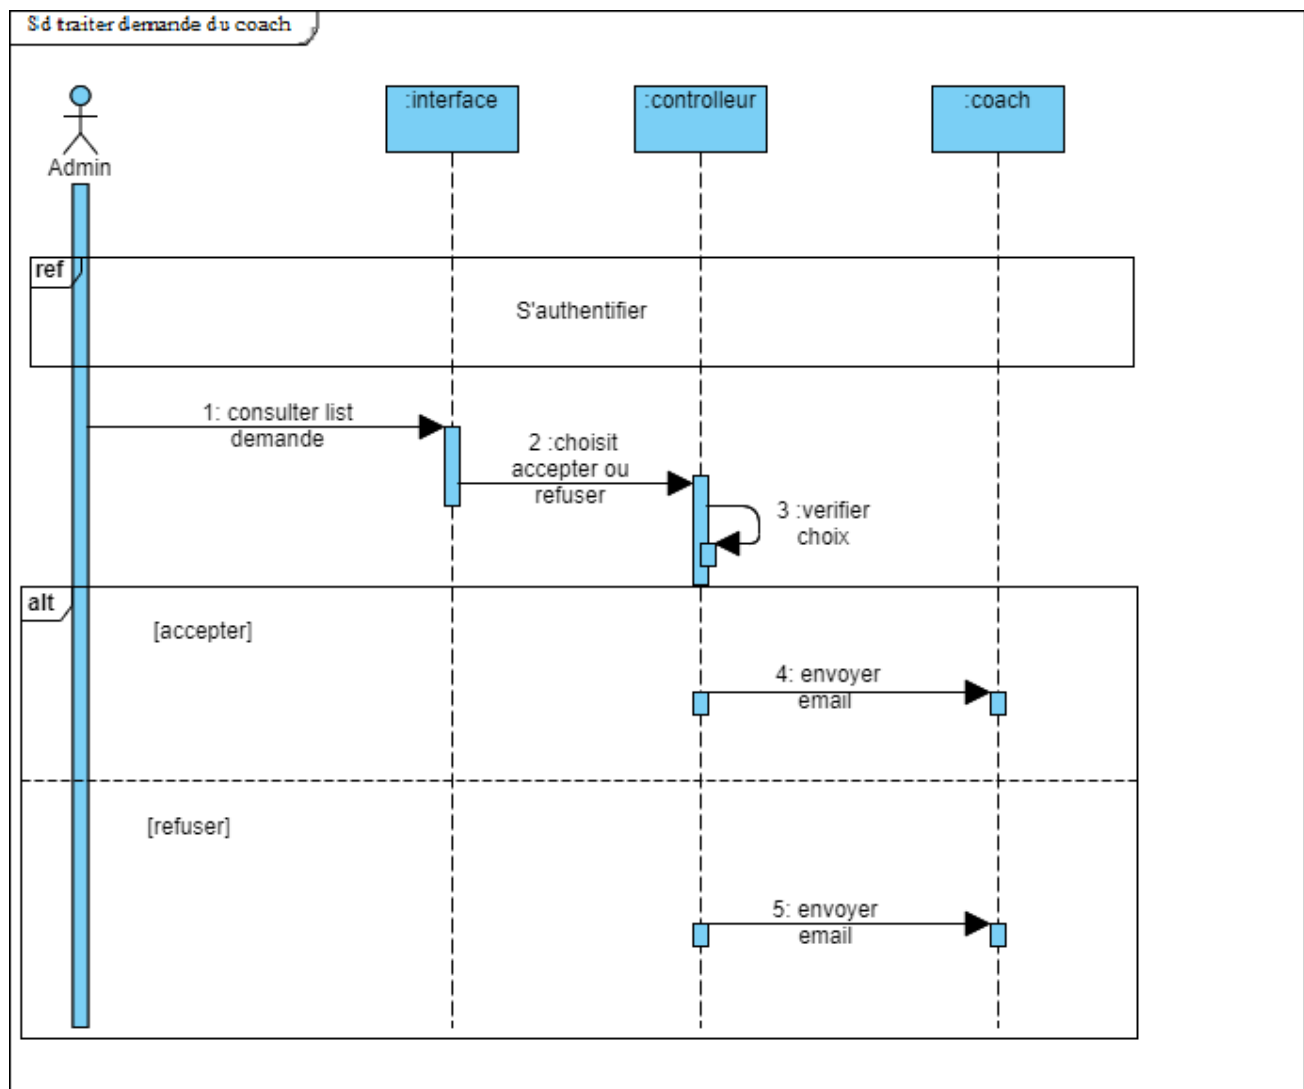 Sd traiter demande du coach
:interface
:controlleur
:coach
Admin
ref
S'authentifier
1: consulter list
demande
2 :choisit
accepter ou
refuser
3 :verifier
choix
alt
[accepter]
4: envoyer
email
[refuser]
5: envoyer
email